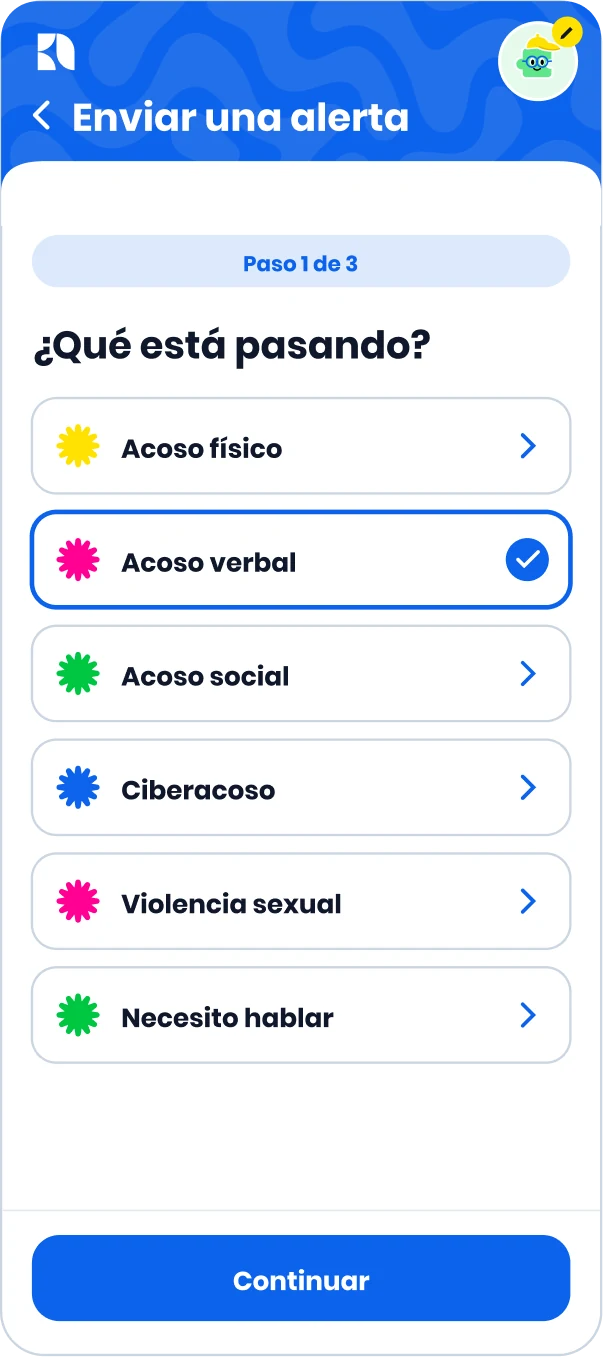 Enviar una alerta
Paso 1 de 3
¿Qué está pasando?
Acoso físico
Acoso verbal
Acoso social
Ciberacoso
Violencia sexual
Necesito hablar
Continuar